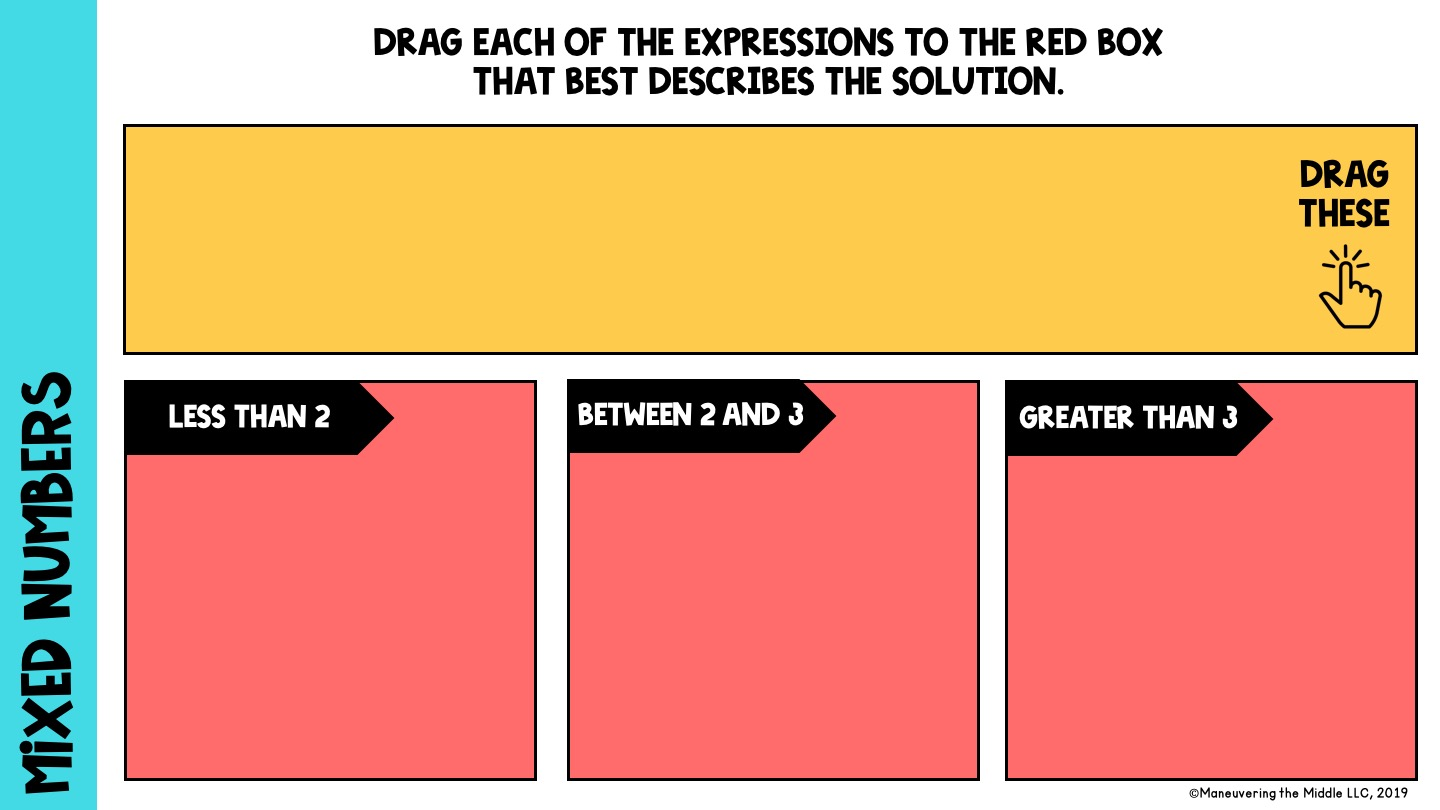 DRAG EACH OF THE EXPRESSIONS TO THE RED BOX
THAT BEST DESCRIBES THE SOLUTION.
DRAG
THESE
LESS THAN 2
BETWEEN 2 AND 3
GREATER THAN 3
MiXED NUMBERS
©Maneuvering the Middle LLC, 2019